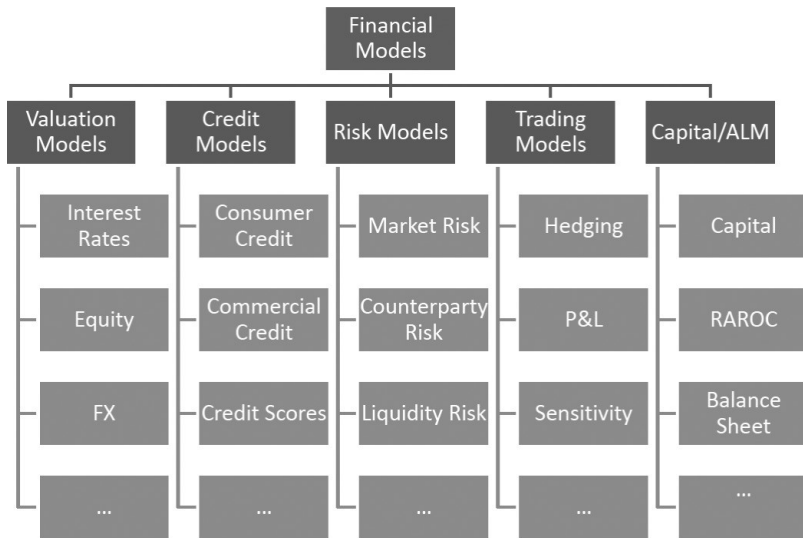 Financial
Models
Valuation
Models
Credit
Models
Risk Models
Trading
Models
Capital/ALM
Interest
Rates
Consumer
Credit
Market Risk
Hedging
Capital
Equity
Commercial
Credit
Counterparty
Risk
P&L
RAROC
FX
Credit Scores
Liquidity Risk
Sensitivity
Balance
Sheet
...
...
...
...
...